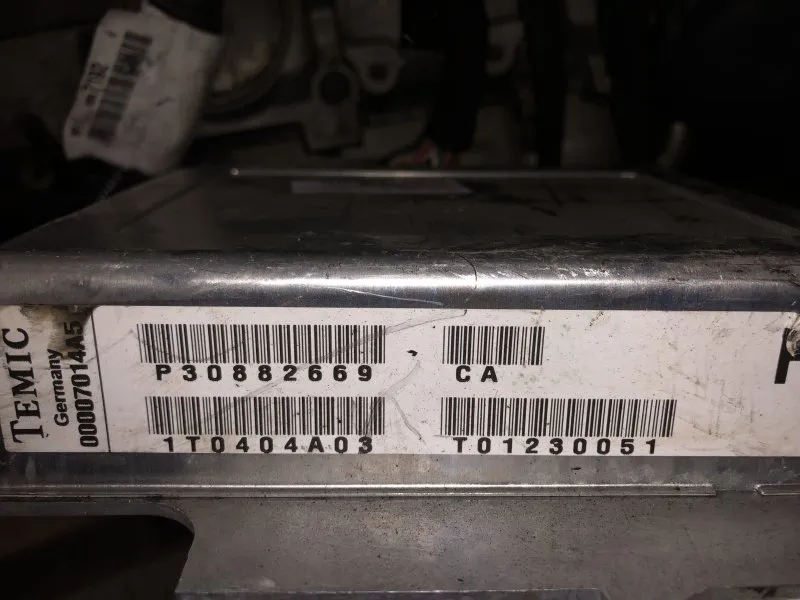 TEMIC
Germany
00007014A5
P30882669
CA
1T0404A03
T01230051